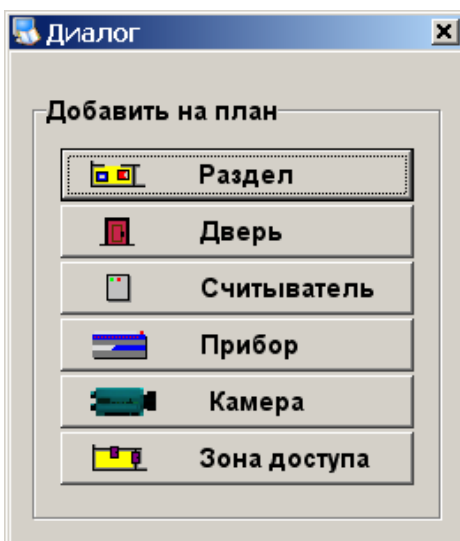 Диалог
Добавить на план
Раздел
Дверь
Считыватель
Прибор
Камера
Зона доступа